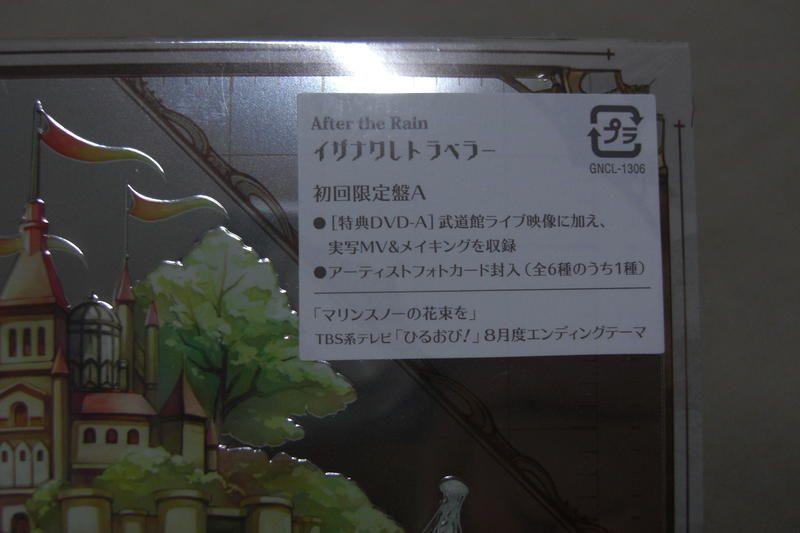 After the Rain
イザナワレトラベラー
プラ
GNCL-1306
初回限定盤A
●[特典DVD-A] 武道館ライブ映像に加え、
実写MV&メイキングを収録
●アーティストフォトカード封入(全6種のうち1種)
「マリンスノーの花束を」
TBS系テレビ「ひるおび!」8月度エンディングテーマ